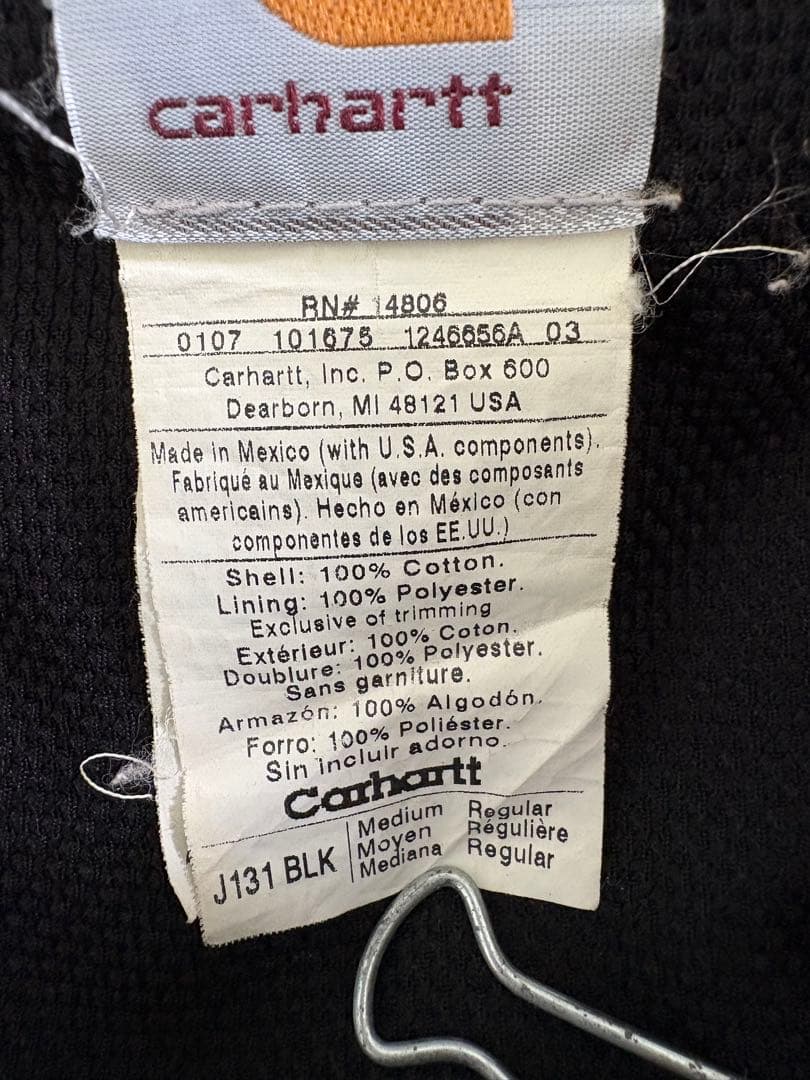 carhartt
RN# 14806
0107 101675 1246656A 03
Carhartt, Inc. P.O. Box 600
Dearborn, MI 48121 USA
Made in Mexico (with U.S.A. components).
Fabriqué au Mexique (avec des composants
americains). Hecho en México (con
componentes de los EE.UU.)
Shell: 100% Cotton.
Lining: 100% Polyester.
Exclusive of trimming
Extérieur: 100% Coton.
Doublure: 100% Polyester.
Sans garniture.
Armazón: 100% Algodón.
Forro: 100% Poliéster.
Sin incluir adorno.
Carhartt
J131 BLK
Medium Regular
Moyen Régulière
Mediana Regular